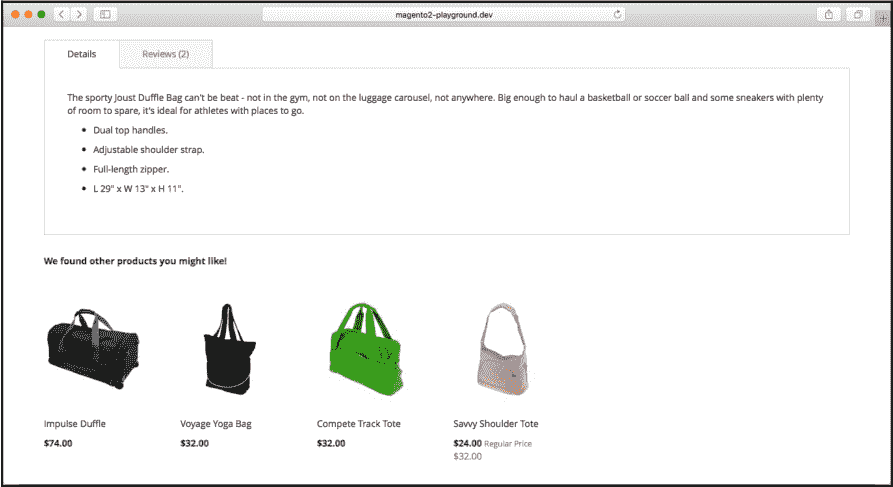 magento2-playground.dev
Details
Reviews (2)
The sporty Joust Duffle Bag can't be beat - not in the gym, not on the luggage carousel, not anywhere. Big enough to haul a basketball or soccer ball and some sneakers with plenty
of room to spare, it's ideal for athletes with places to go.
• Dual top handles.
• Adjustable shoulder strap.
• Full-length zipper.
• L 29" x W 13" x H 11".
We found other products you might like!
Impulse Duffle
$74.00
Voyage Yoga Bag
$32.00
Compete Track Tote
$32.00
Savvy Shoulder Tote
$24.00 Regular Price
$32.00